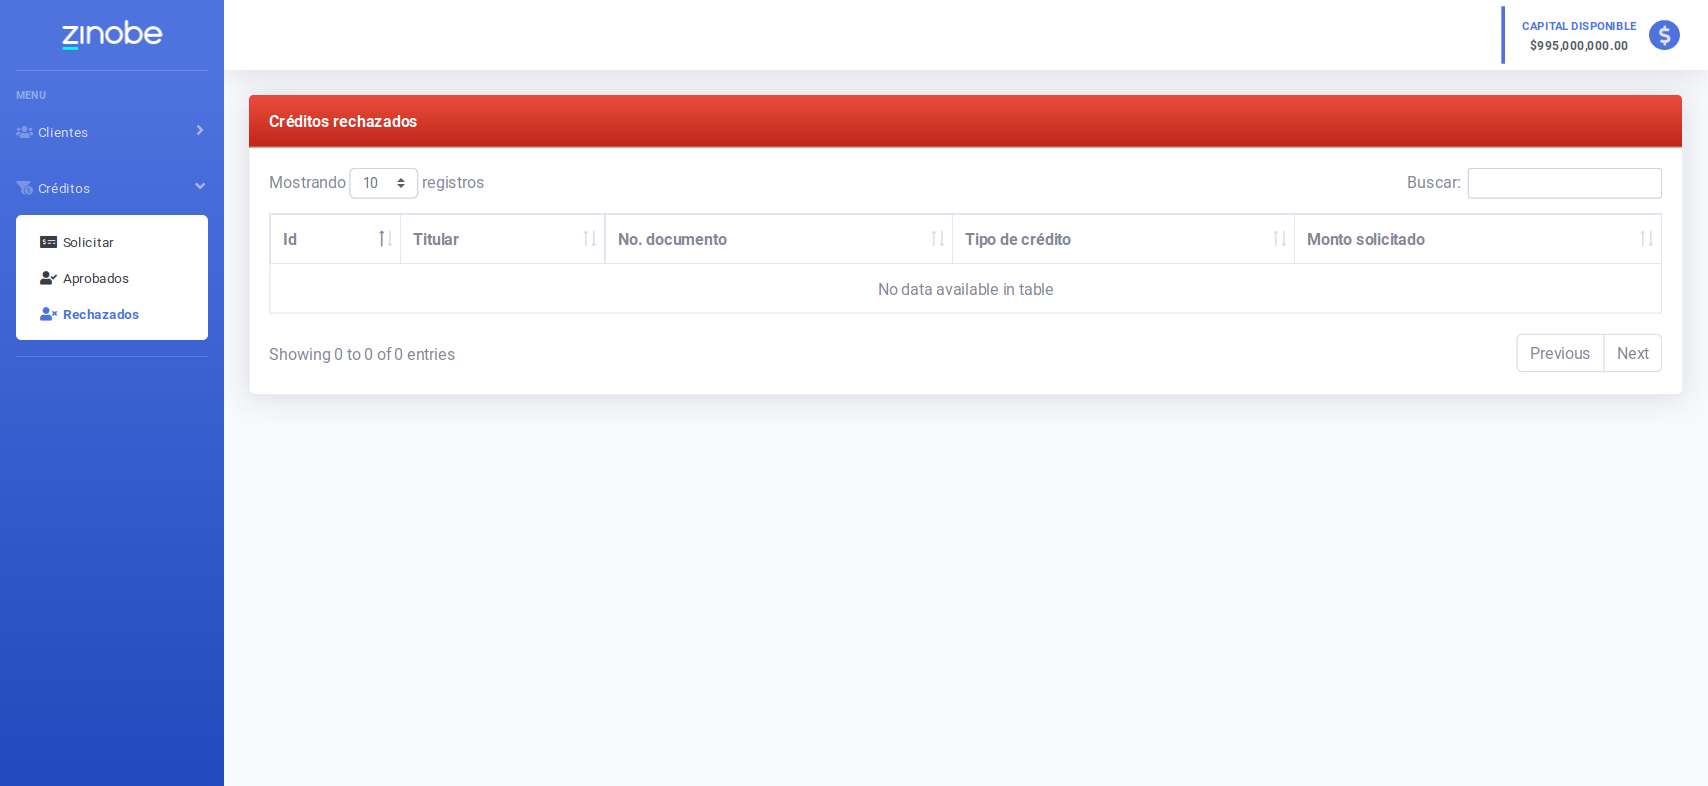 zinobe
MENU
Clientes
Créditos
Solicitar
Aprobados
Rechazados
CAPITAL DISPONIBLE
$995,000,000.00
Créditos rechazados
Mostrando 10 registros
Buscar:
Id Titular No. documento Tipo de crédito Monto solicitado
No data available in table
Showing 0 to 0 of 0 entries
Previous Next